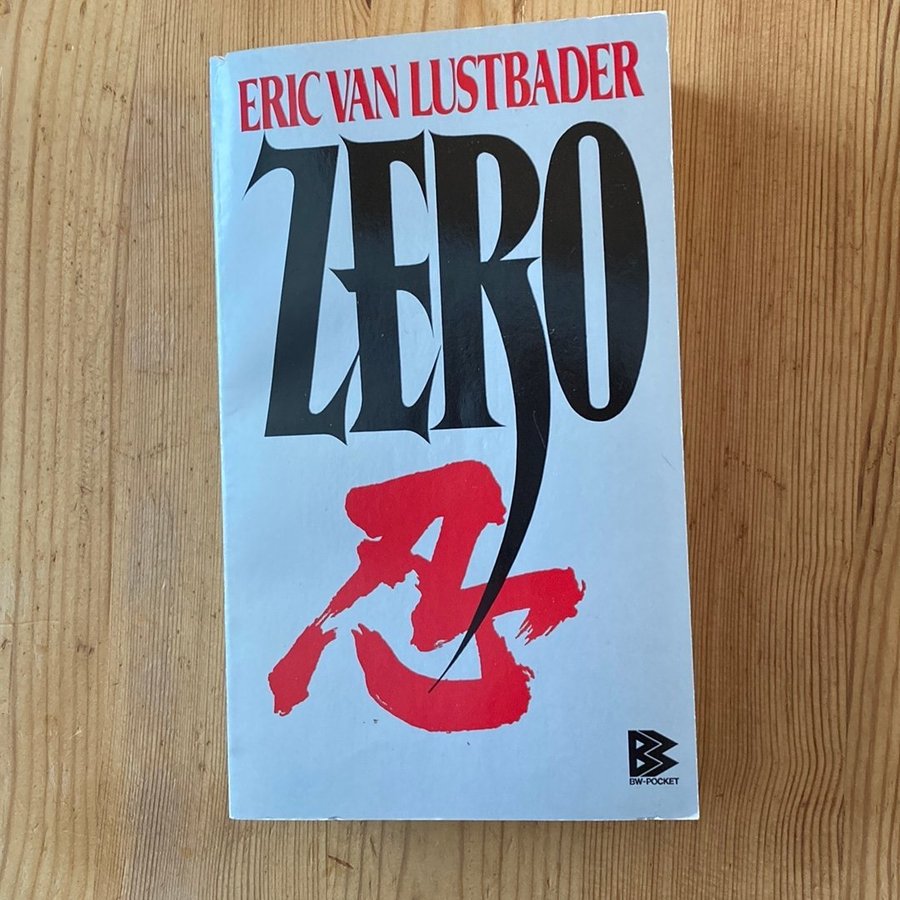 ERIC VAN LUSTBADER
ZERO
忍
BW-POCKET